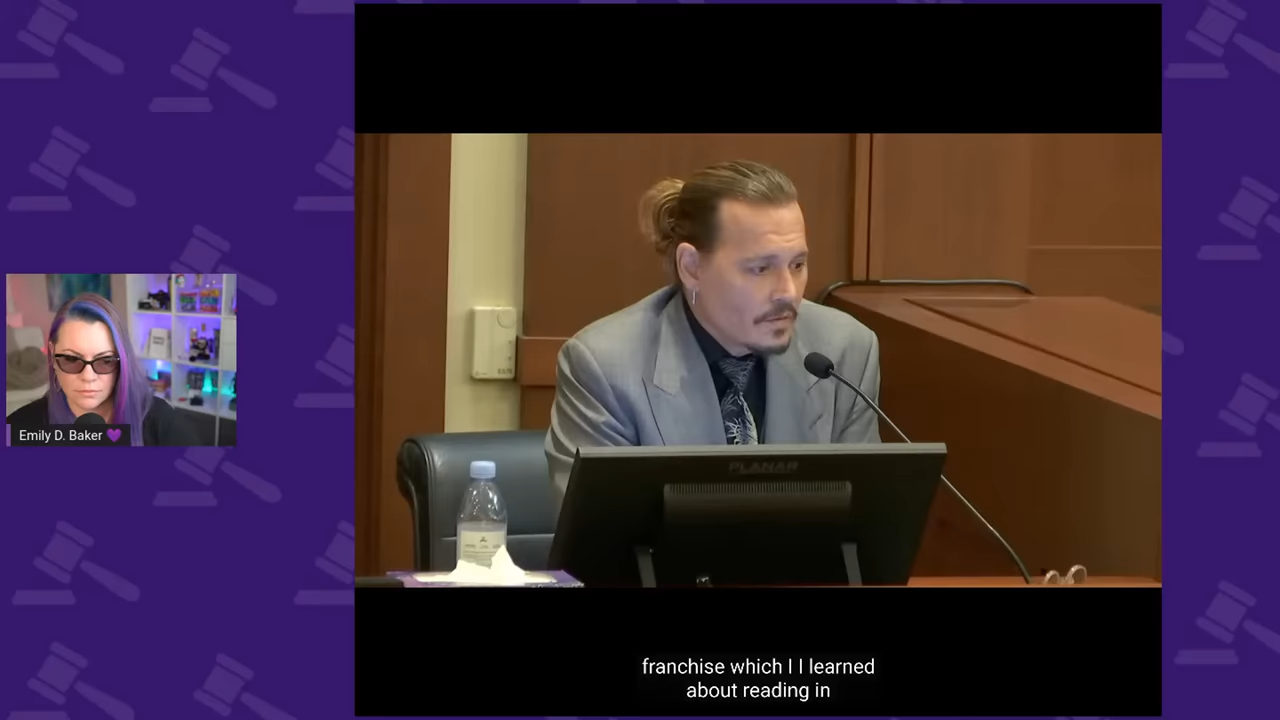 PLANAR
Emily D. Baker 💜
franchise which I I learned
about reading in